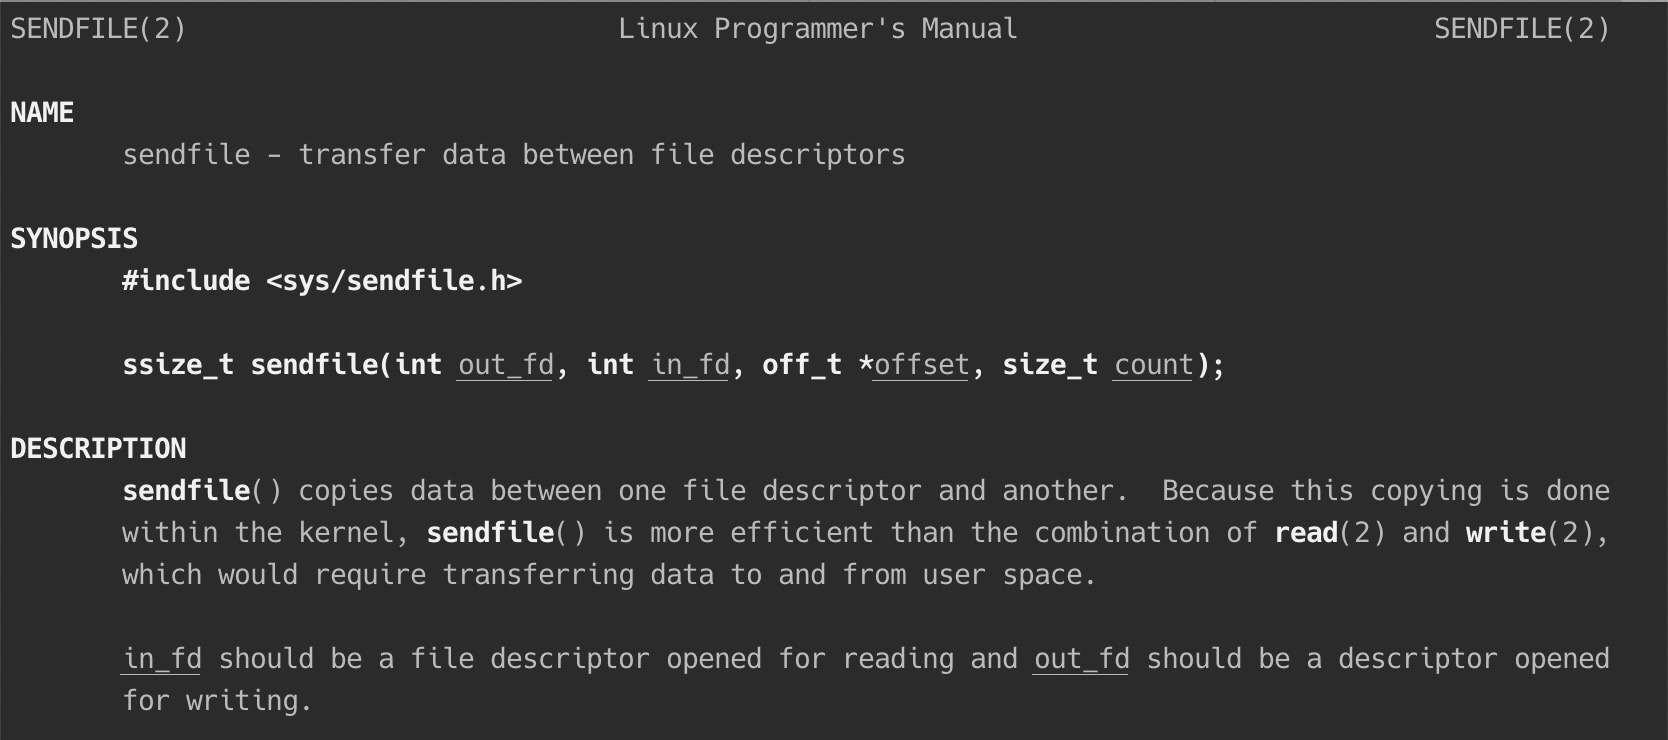 SENDFILE(2) Linux Programmer's Manual SENDFILE(2)
NAME
sendfile - transfer data between file descriptors
SYNOPSIS
#include <sys/sendfile.h>
ssize_t sendfile(int out_fd, int in_fd, off_t *offset, size_t count);
DESCRIPTION
sendfile() copies data between one file descriptor and another.  Because this copying is done
within the kernel, sendfile() is more efficient than the combination of read(2) and write(2),
which would require transferring data to and from user space.
in_fd should be a file descriptor opened for reading and out_fd should be a descriptor opened
for writing.